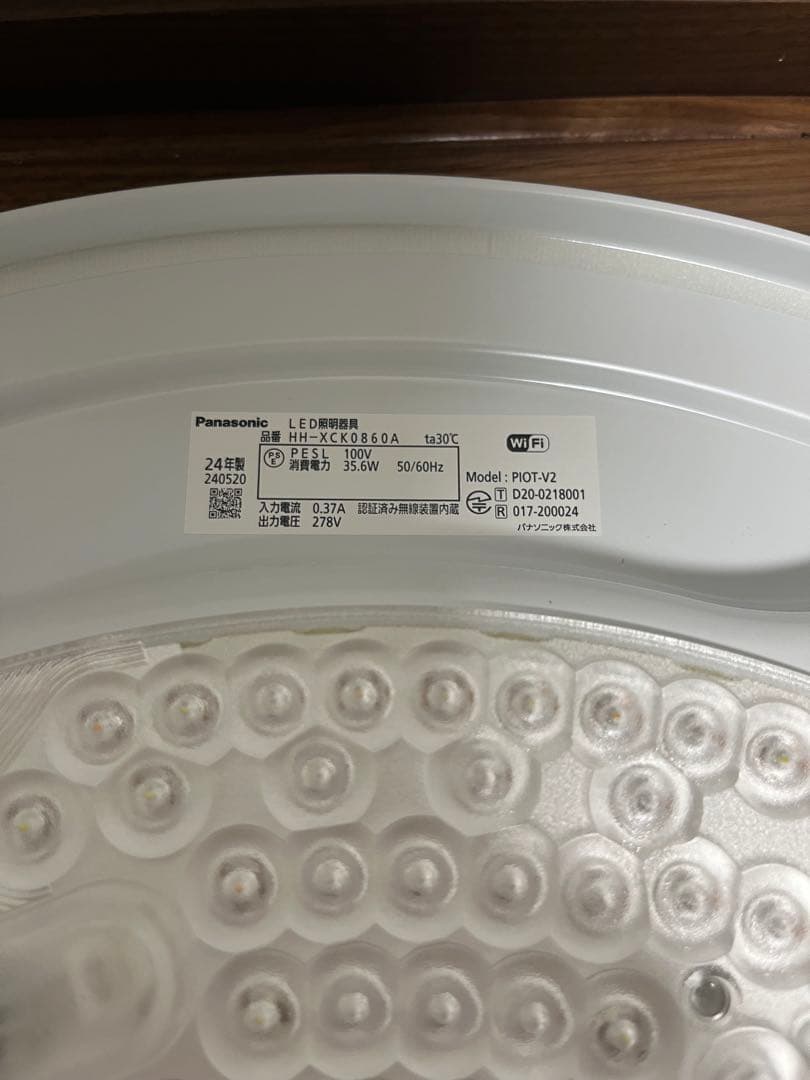 Panasonic LED照明器具
品番 HH-XCK0860A ta30℃
WiFi
24年製
240520
PSE
PESL 100V
消費電力 35.6W 50/60Hz
入力電流 0.37A 認証済み無線装置内蔵
出力電圧 278V
Model : PIOT-V2
T D20-0218001
R 017-200024
パナソニック株式会社